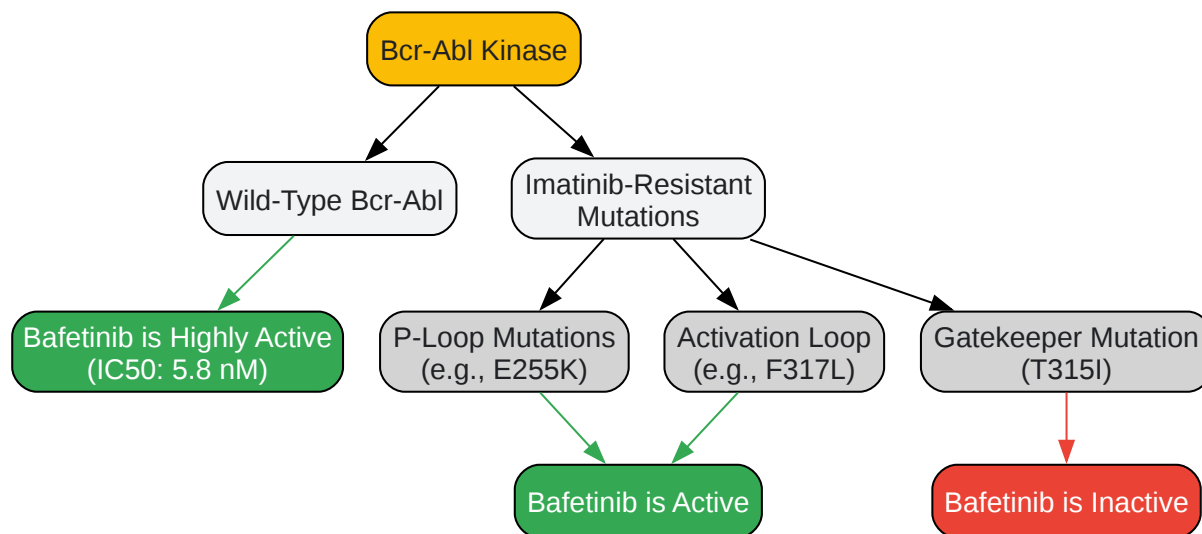 Bcr-Abl Kinase
Wild-Type Bcr-Abl
Imatinib-Resistant
Mutations
Bafetinib is Highly Active
(IC50: 5.8 nM)
P-Loop Mutations
(e.g., E255K)
Activation Loop
(e.g., F317L)
Gatekeeper Mutation
(T315I)
Bafetinib is Active
Bafetinib is Inactive